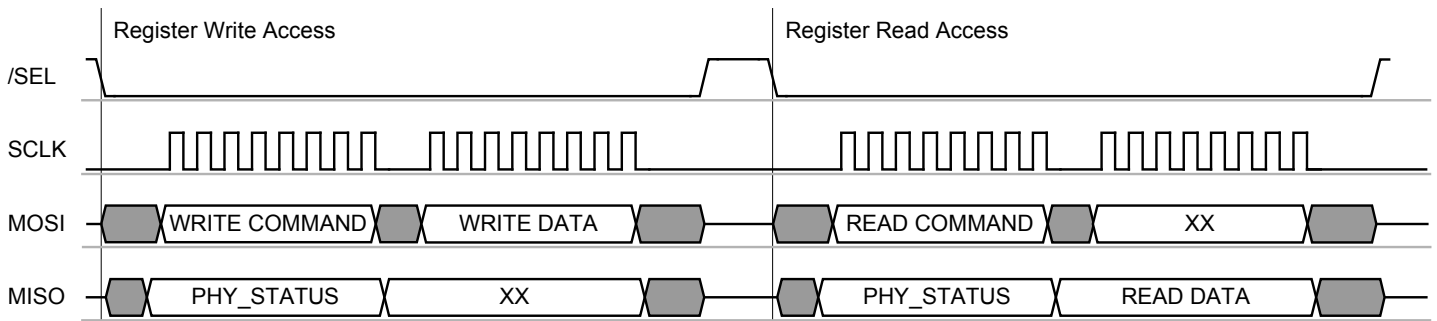 Register Write Access Register Read Access
/SEL
SCLK
MOSI WRITE COMMAND WRITE DATA READ COMMAND XX
MISO PHY_STATUS XX PHY_STATUS READ DATA